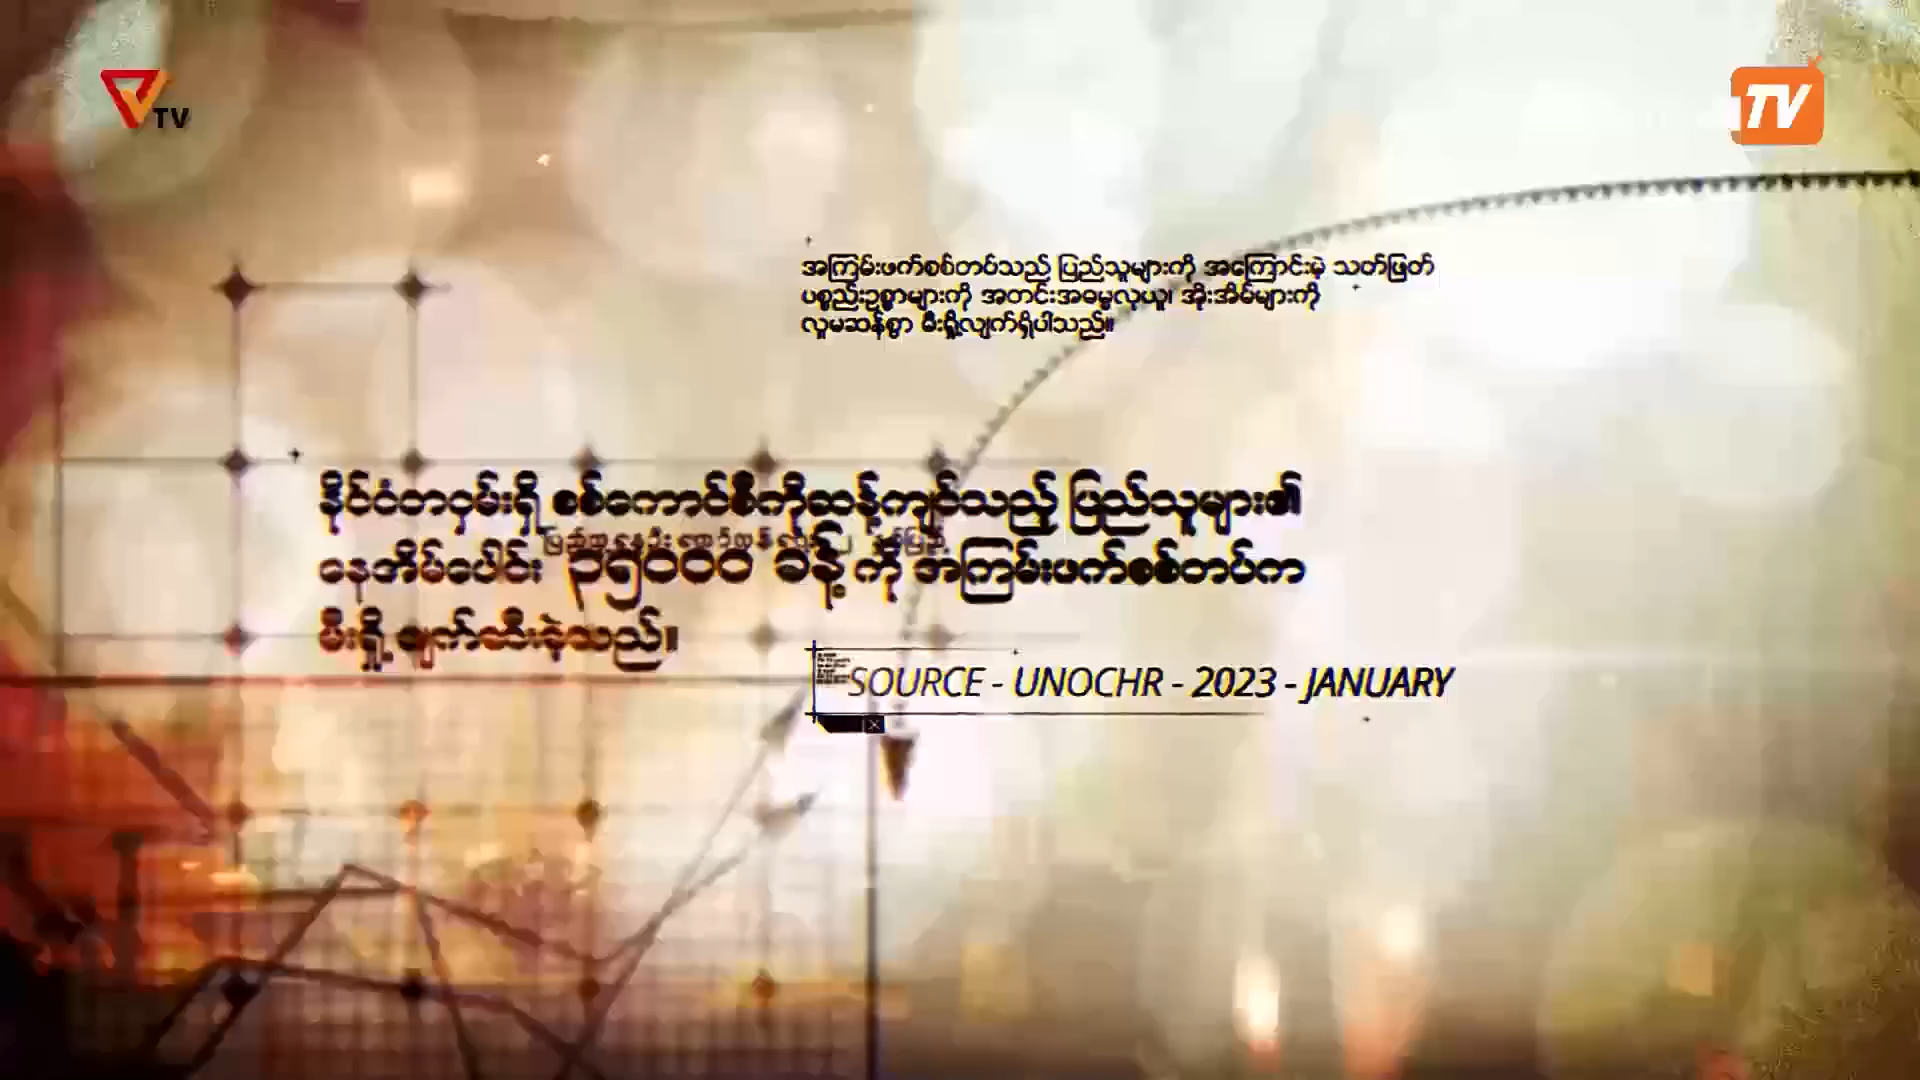 TV
TV
အကြမ်းဖက်စစ်တပ်သည် ပြည်သူများကို အကြောင်းမဲ့ သတ်ဖြတ်
ပစ္စည်းဥစ္စာများကို အတင်းအဓမ္မလုယူ၊ အိုးအိမ်များကို
လူမဆန်စွာ မီးရှို့လျက်ရှိပါသည်။
နိုင်ငံတဝှမ်းရှိ စစ်ကောင်စီကိုဆန့်ကျင်သည့် ပြည်သူများ၏
နေအိမ်ပေါင်း ၃၅၀၀၀ ခန့် ကို အကြမ်းဖက်စစ်တပ်က
မီးရှို့ ဖျက်ဆီးခဲ့သည်။
SOURCE - UNOCHR - 2023 - JANUARY